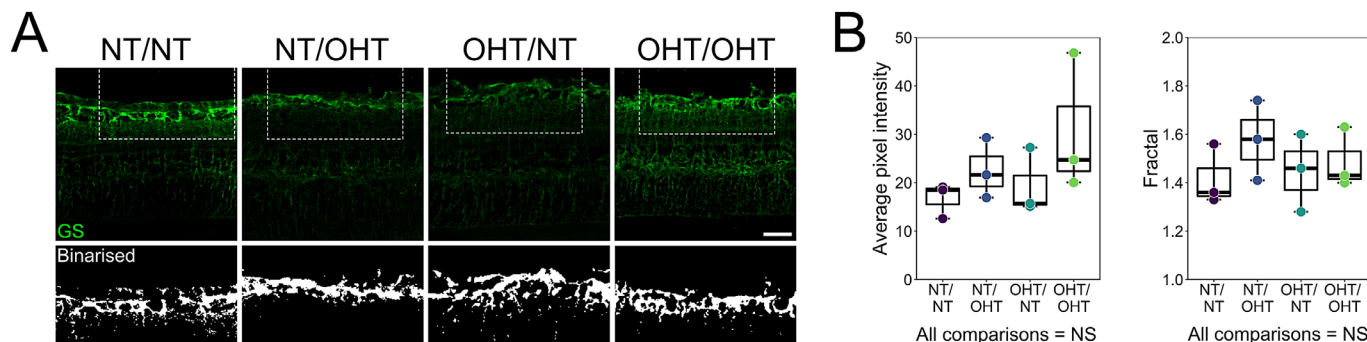 A
NT/NT
NT/OHT
OHT/NT
OHT/OHT
GS
Binarised
B
Average pixel intensity
50
40
30
20
10
0
NT/
NT
NT/
OHT
OHT/
NT
OHT/
OHT
All comparisons = NS
Fractal
2.0
1.8
1.6
1.4
1.2
1.0
NT/
NT
NT/
OHT
OHT/
NT
OHT/
OHT
All comparisons = NS